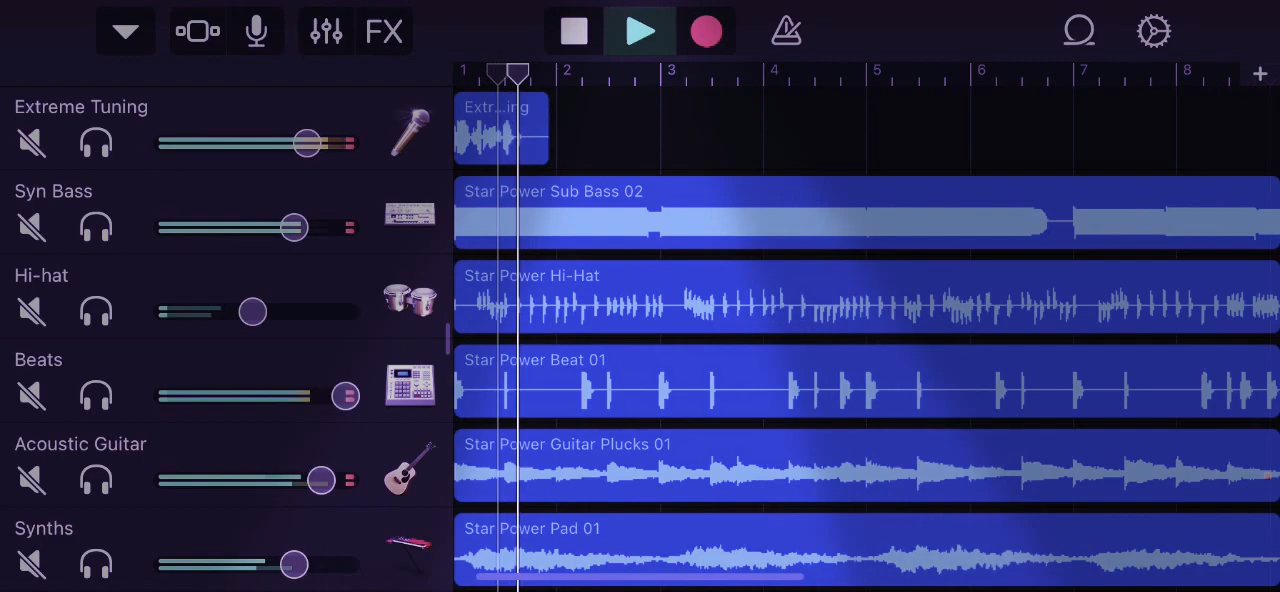 FX
1 2 3 4 5 6 7 8
Extreme Tuning
Extr...ing
Syn Bass
Star Power Sub Bass 02
Hi-hat
Star Power Hi-Hat
Beats
Star Power Beat 01
Acoustic Guitar
Star Power Guitar Plucks 01
Synths
Star Power Pad 01